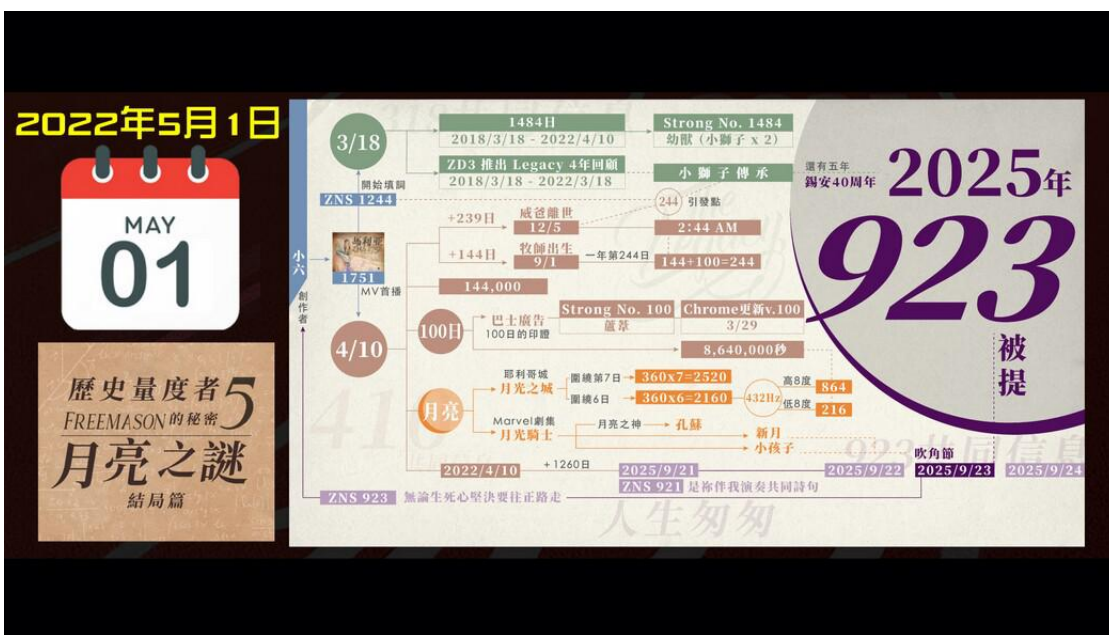 2022年5月1日
MAY
01
歷史量度者5
FREEMASON的秘密
月亮之謎
結局篇
小六
創作者
3/18
1484日
2018/3/18 - 2022/4/10
Strong No. 1484
幼獸（小獅子 x 2）
ZD3 推出 Legacy 4年回顧
2018/3/18 - 2022/3/18
小獅子傳承
開始填詞
ZNS 1244
244
引發點
+239日
威爸離世
12/5
2:44 AM
+144日
牧師出生
9/1
一年第244日
144+100=244
1751
MV首播
144,000
4/10
100日
巴士廣告
100日的印證
Strong No. 100
蘆葦
Chrome更新v.100
3/29
8,640,000秒
月亮
耶利哥城
月光之城
圍繞第7日
360x7=2520
圍繞6日
360x6=2160
432Hz
高8度
864
低8度
216
Marvel劇集
月光騎士
月亮之神
孔蘇
新月
小孩子
2022/4/10
+1260日
2025/9/21
ZNS 921 是祢伴我演奏共同詩句
2025/9/22
吹角節
2025/9/23
2025/9/24
ZNS 923 無論生死心堅決要往正路走
還有五年
錫安40周年
2025年
923
被提
923共同信息
人生匆匆